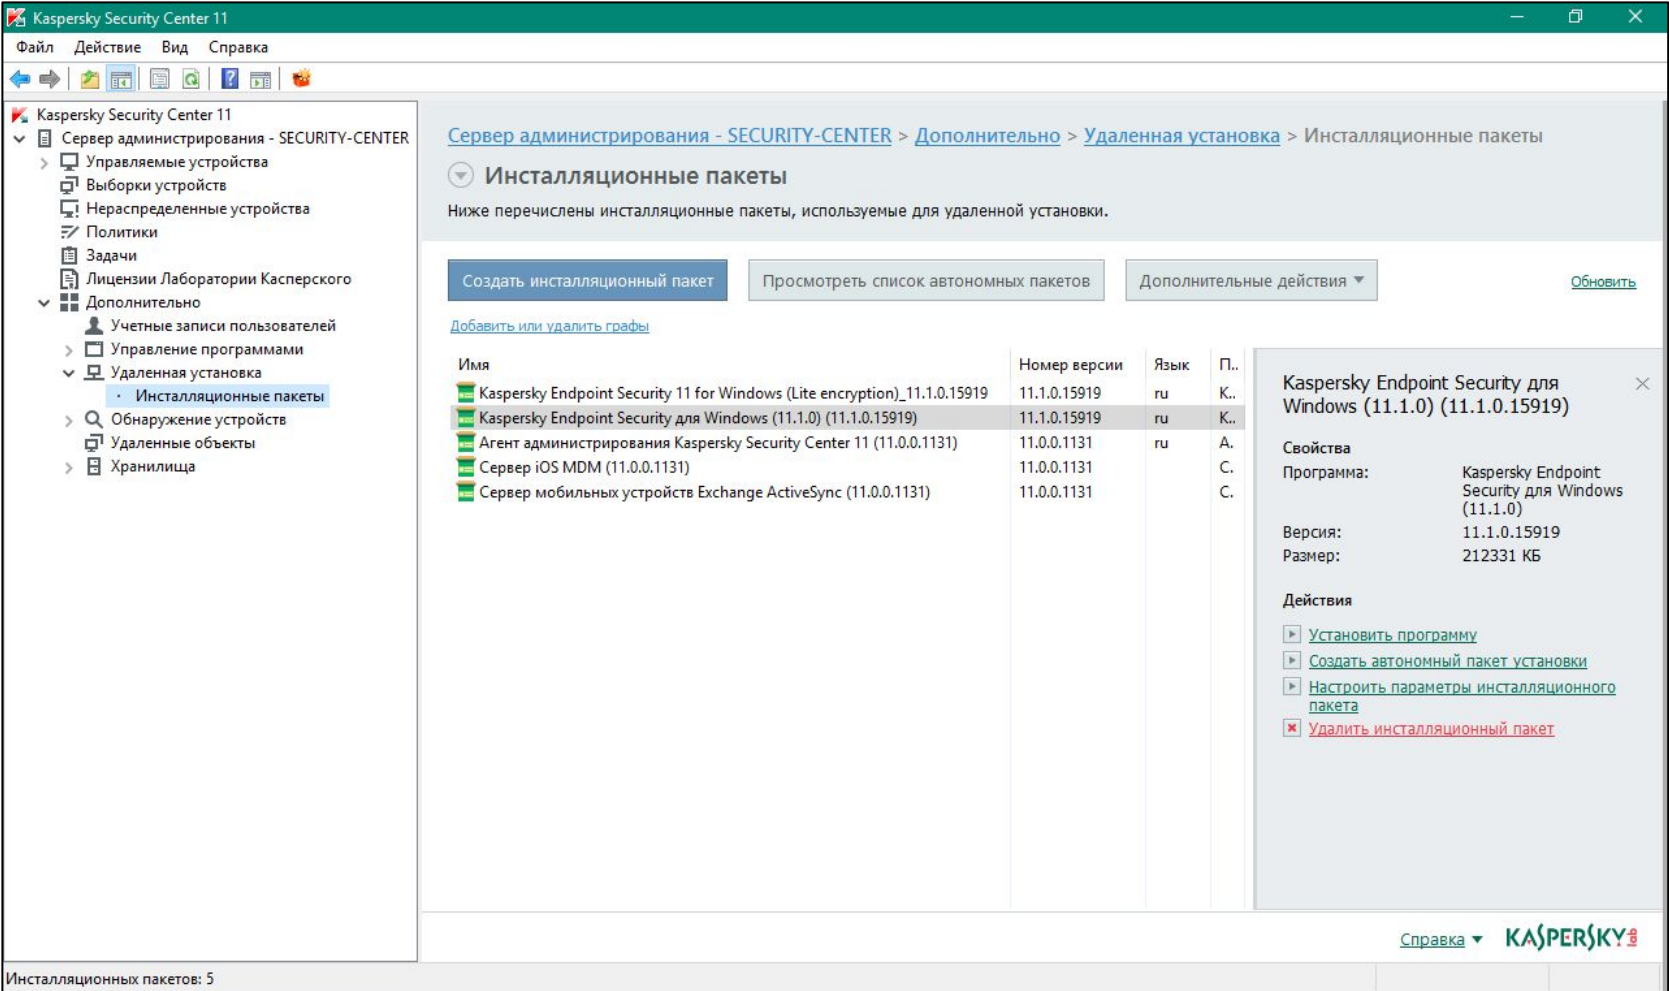 Kaspersky Security Center 11
Файл Действие Вид Справка
Kaspersky Security Center 11
Сервер администрирования - SECURITY-CENTER
Управляемые устройства
Выборки устройств
Нераспределенные устройства
Политики
Задачи
Лицензии Лаборатории Касперского
Дополнительно
Учетные записи пользователей
Управление программами
Удаленная установка
Инсталляционные пакеты
Обнаружение устройств
Удаленные объекты
Хранилища
Сервер администрирования - SECURITY-CENTER > Дополнительно > Удаленная установка > Инсталляционные пакеты
Инсталляционные пакеты
Ниже перечислены инсталляционные пакеты, используемые для удаленной установки.
Создать инсталляционный пакет Просмотреть список автономных пакетов Дополнительные действия Обновить
Добавить или удалить графы
Имя Номер версии Язык П..
Kaspersky Endpoint Security 11 for Windows (Lite encryption)_11.1.0.15919 11.1.0.15919 ru K..
Kaspersky Endpoint Security для Windows (11.1.0) (11.1.0.15919) 11.1.0.15919 ru K..
Агент администрирования Kaspersky Security Center 11 (11.0.0.1131) 11.0.0.1131 ru А.
Сервер iOS MDM (11.0.0.1131) 11.0.0.1131 С.
Сервер мобильных устройств Exchange ActiveSync (11.0.0.1131) 11.0.0.1131 С.
Kaspersky Endpoint Security для
Windows (11.1.0) (11.1.0.15919)
Свойства
Программа: Kaspersky Endpoint
Security для Windows
(11.1.0)
Версия: 11.1.0.15919
Размер: 212331 КБ
Действия
Установить программу
Создать автономный пакет установки
Настроить параметры инсталляционного
пакета
Удалить инсталляционный пакет
Справка KASPERSKY lab
Инсталляционных пакетов: 5